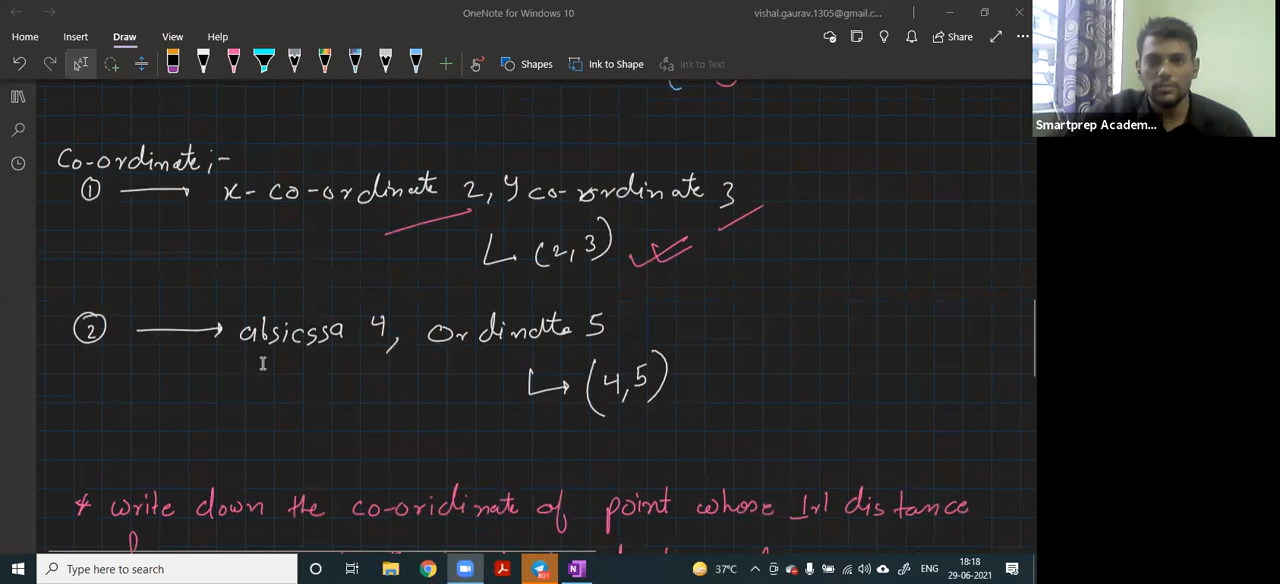 OneNote for Windows 10
vishal.gaurav.1305@gmail.c...
Home Insert Draw View Help
Share
Shapes Ink to Shape Ink to Text
Smartprep Academ...
Co-ordinate;-
① x-co-ordinate 2, y co-ordinate 3
(2,3)
② absicssa 4, ordinate 5
(4,5)
* write down the co-oridinate of point whose ⊥r distance
Type here to search
801
37°C
ENG
18:18
29-06-2021